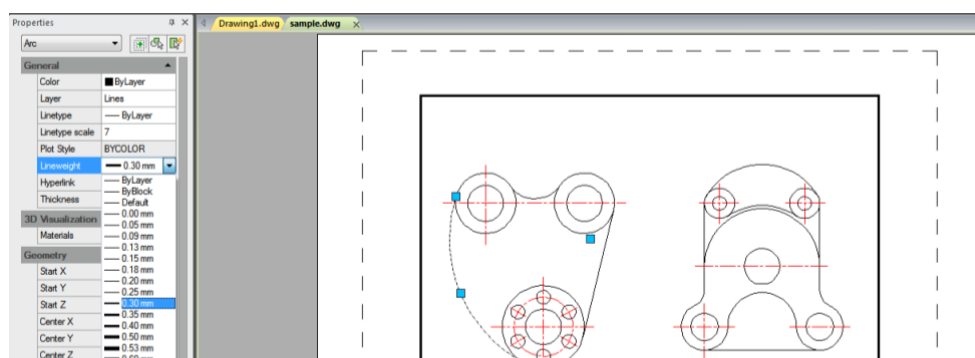 Properties
Drawing1.dwg sample.dwg
Arc
General
Color ByLayer
Layer Lines
Linetype ByLayer
Linetype scale 7
Plot Style BYCOLOR
Lineweight 0.30 mm
Hyperlink ByLayer
ByBlock
Thickness Default
0.00 mm
3D Visualization 0.05 mm
Materials 0.09 mm
0.13 mm
Geometry 0.15 mm
Start X 0.18 mm
0.20 mm
Start Y 0.25 mm
Start Z 0.30 mm
0.35 mm
Center X 0.40 mm
Center Y 0.50 mm
0.53 mm
Center Z